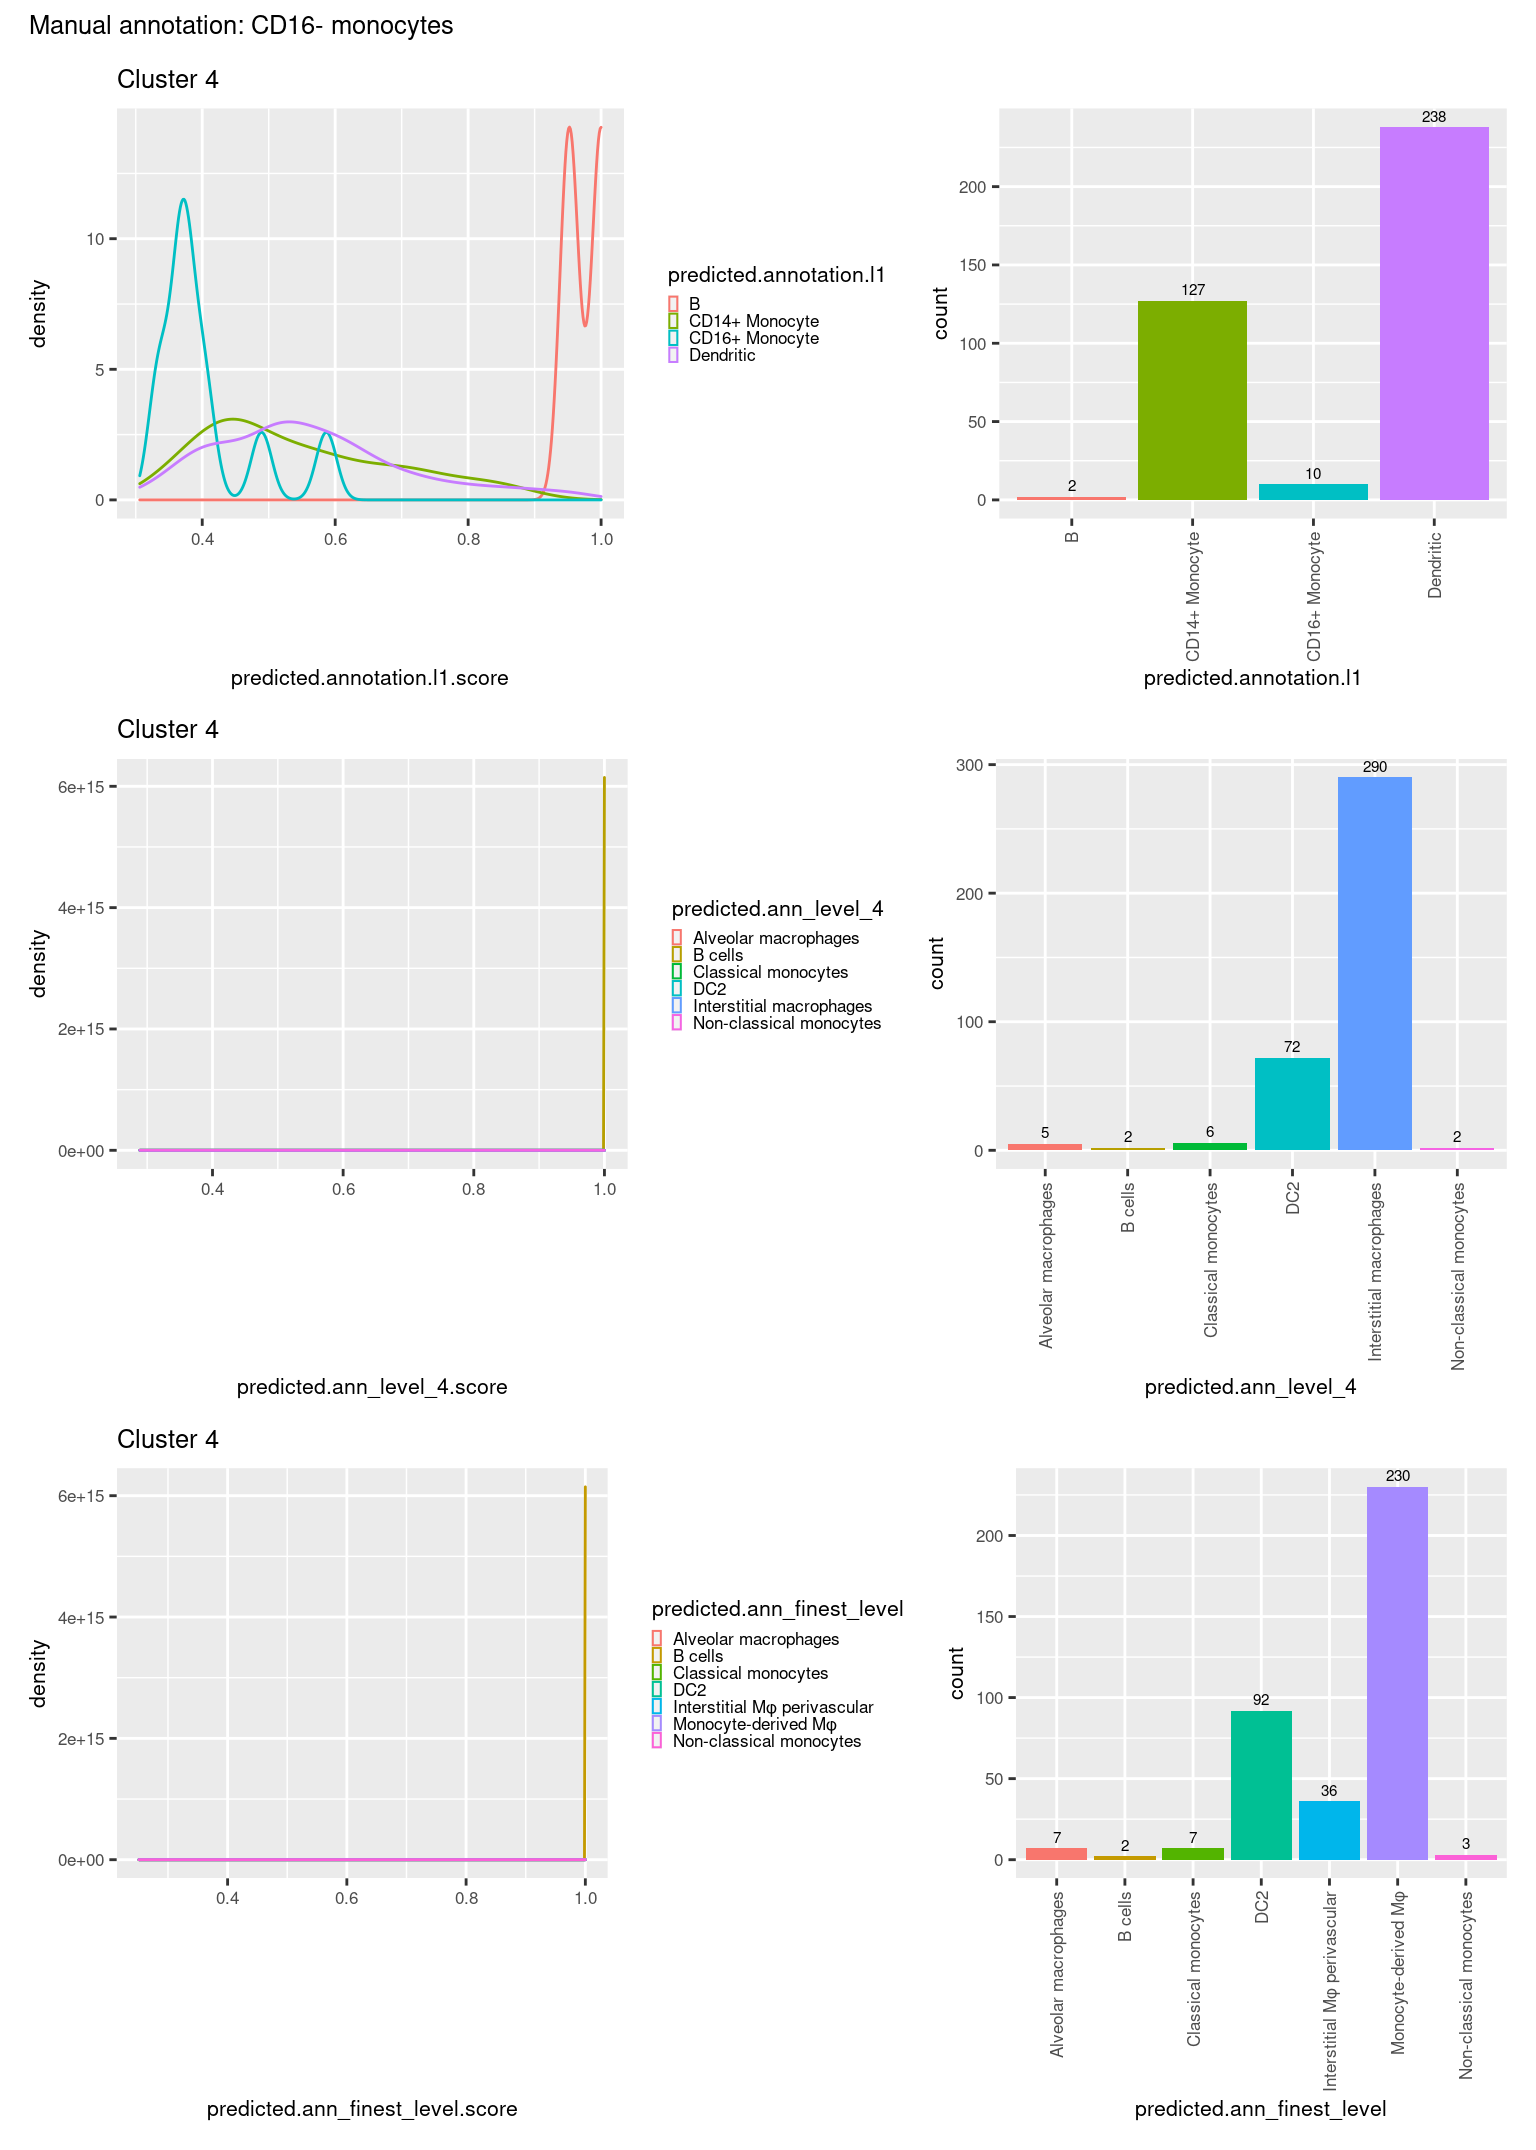 Manual annotation: CD16- monocytes
Cluster 4
density
10
5
0
0.4 0.6 0.8 1.0
predicted.annotation.l1.score
predicted.annotation.l1
B
CD14+ Monocyte
CD16+ Monocyte
Dendritic
count
200
150
100
50
0
2 127 10 238
B
CD14+ Monocyte
CD16+ Monocyte
Dendritic
predicted.annotation.l1
Cluster 4
density
6e+15
4e+15
2e+15
0e+00
0.4 0.6 0.8 1.0
predicted.ann_level_4.score
predicted.ann_level_4
Alveolar macrophages
B cells
Classical monocytes
DC2
Interstitial macrophages
Non-classical monocytes
count
300
200
100
0
5 2 6 72 290 2
Alveolar macrophages
B cells
Classical monocytes
DC2
Interstitial macrophages
Non-classical monocytes
predicted.ann_level_4
Cluster 4
density
6e+15
4e+15
2e+15
0e+00
0.4 0.6 0.8 1.0
predicted.ann_finest_level.score
predicted.ann_finest_level
Alveolar macrophages
B cells
Classical monocytes
DC2
Interstitial Mφ perivascular
Monocyte-derived Mφ
Non-classical monocytes
count
200
150
100
50
0
7 2 7 92 36 230 3
Alveolar macrophages
B cells
Classical monocytes
DC2
Interstitial Mφ perivascular
Monocyte-derived Mφ
Non-classical monocytes
predicted.ann_finest_level